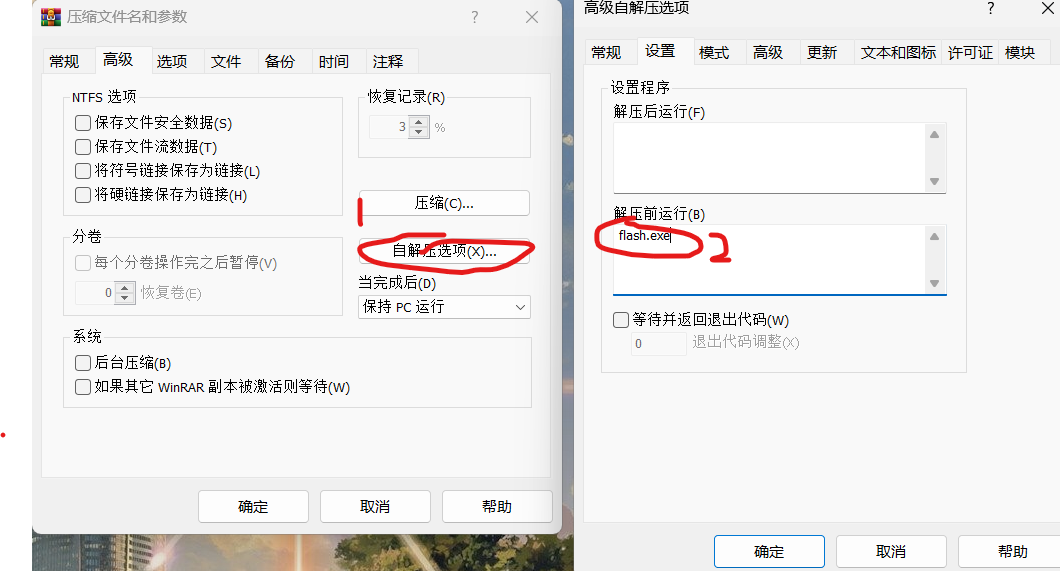 压缩文件名和参数
常规 高级 选项 文件 备份 时间 注释
NTFS 选项
保存文件安全数据(S)
保存文件流数据(T)
将符号链接保存为链接(L)
将硬链接保存为链接(H)
恢复记录(R)
3 %
压缩(C)...
1
自解压选项(X)...
分卷
每个分卷操作完之后暂停(V)
0 恢复卷(E)
当完成后(D)
保持 PC 运行
系统
后台压缩(B)
如果其它 WinRAR 副本被激活则等待(W)
确定 取消 帮助
高级自解压选项 ?
常规 设置 模式 高级 更新 文本和图标 许可证 模块
设置程序
解压后运行(F)
解压前运行(B)
flash.exe
2
等待并返回退出代码(W)
0 退出代码调整(X)
确定 取消 帮助